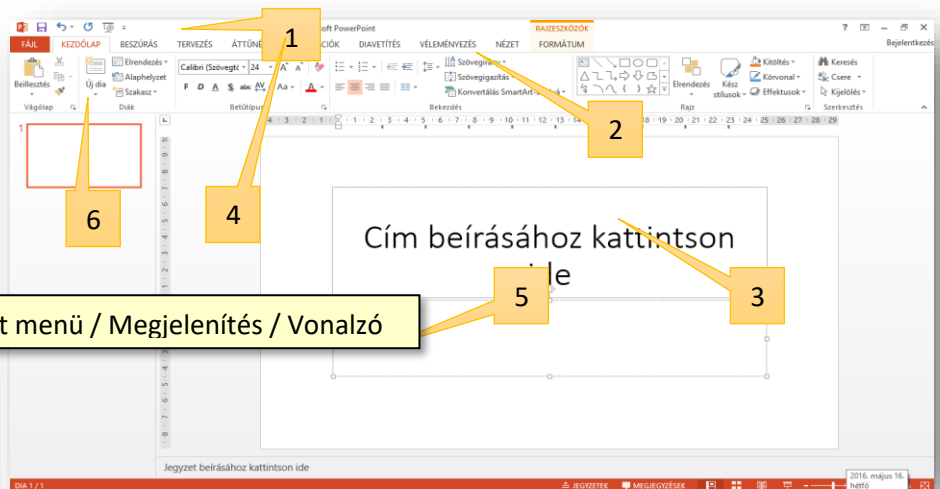 oft PowerPoint
RAJZESZKÖZÖK
FÁJL KEZDŐLAP BESZÚRÁS TERVEZÉS ÁTTŰNÉ CIÓK DIAVETÍTÉS VÉLEMÉNYEZÉS NÉZET FORMÁTUM
Bejelentkezés
Beillesztés
Új dia
Elrendezés
Alaphelyzet
Szakasz
Calibri (Szövegtö 24
F D A S abc AV Aa A
Szövegirány
Szövegigazítás
Konvertálás SmartArt-
Elrendezés
Kész stílusok
Kitöltés
Körvonal
Effektusok
Keresés
Csere
Kijelölés
Vágólap Diák Betűtípus Bekezdés Rajz Szerkesztés
1
2
6
4
Cím beírásához kattintson
ide
5
3
t menü / Megjelenítés / Vonalzó
1
Jegyzet beírásához kattintson ide
DIA 1 / 1
JEGYZETEK MEGJEGYZÉSEK
2016. május 16.
hétfő